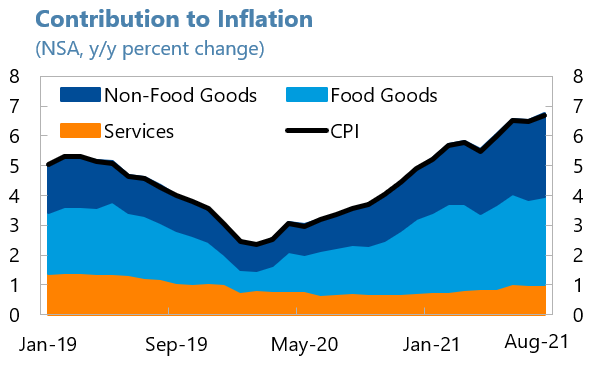 Contribution to Inflation
(NSA, y/y percent change)
8 8
Non-Food Goods Food Goods
7 7
Services CPI
6 6
5 5
4 4
3 3
2 2
1 1
0 0
Jan-19 Sep-19 May-20 Jan-21 Aug-21